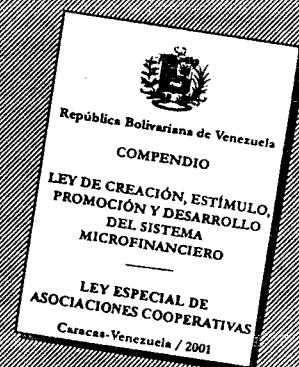 República Bolivariana de Venezuela
COMPENDIO
LEY DE CREACIÓN, ESTÍMULO,
PROMOCIÓN Y DESARROLLO
DEL SISTEMA
MICROFINANCIERO
LEY ESPECIAL DE
ASOCIACIONES COOPERATIVAS
Caracas-Venezuela / 2001